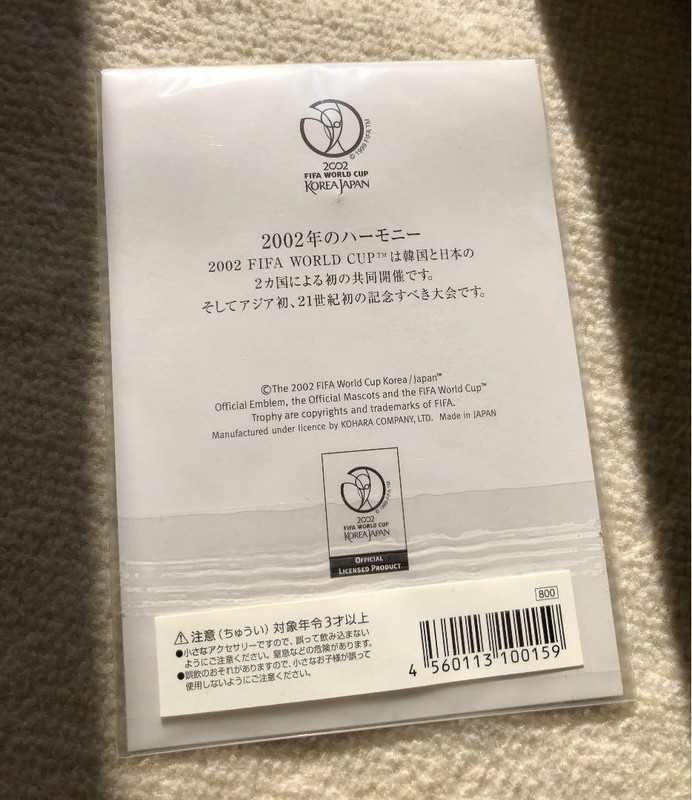 © 1999 FIFA TM
2002
FIFA WORLD CUP
KOREA JAPAN
2002年のハーモニー
2002 FIFA WORLD CUP™は韓国と日本の
2カ国による初の共同開催です。
そしてアジア初、21世紀初の記念すべき大会です。
©The 2002 FIFA World Cup Korea/Japan™
Official Emblem, the Official Mascots and the FIFA World Cup™
Trophy are copyrights and trademarks of FIFA.
Manufactured under licence by KOHARA COMPANY, LTD. Made in JAPAN
© 1999 FIFA TM
2002
FIFA WORLD CUP
KOREA JAPAN
OFFICIAL
LICENSED PRODUCT
800
⚠注意(ちゅうい)対象年令3才以上
●小さなアクセサリーですので、誤って飲み込まない
ようにご注意ください。窒息などの危険があります。
●誤飲のおそれがありますので、小さなお子様が誤って
使用しないようにご注意ください。
4 560113 100159